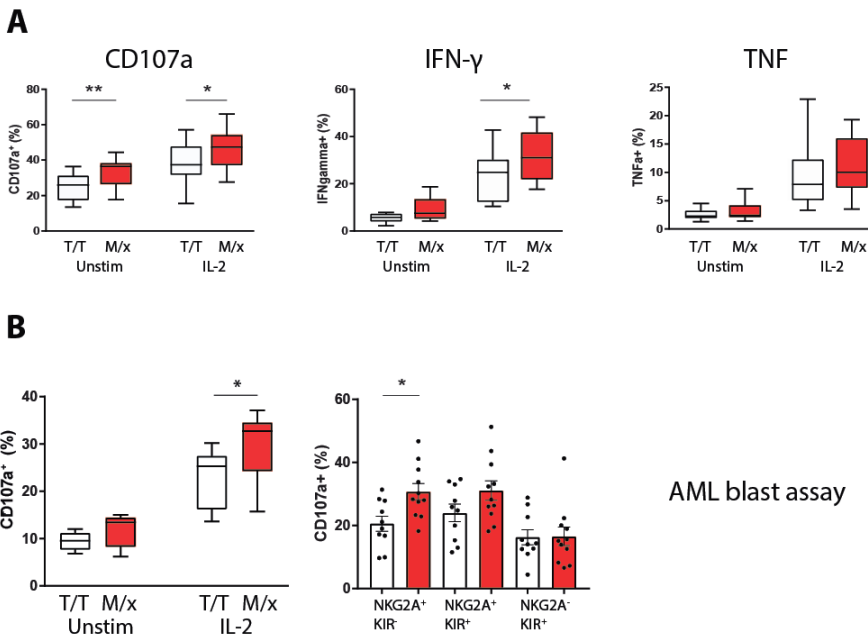 A
CD107a
IFN-γ
TNF
** *
*
80
60
40
20
0
CD107a⁺ (%)
T/T M/x T/T M/x
Unstim IL-2
60
40
20
0
IFNgamma+ (%)
T/T M/x T/T M/x
Unstim IL-2
25
20
15
10
5
0
TNFa+ (%)
T/T M/x T/T M/x
Unstim IL-2
B
40
30
20
10
0
CD107a⁺ (%)
*
T/T M/x T/T M/x
Unstim IL-2
60
40
20
0
CD107a+ (%)
*
NKG2A⁺ NKG2A⁺ NKG2A⁻
KIR⁻ KIR⁺ KIR⁺
AML blast assay